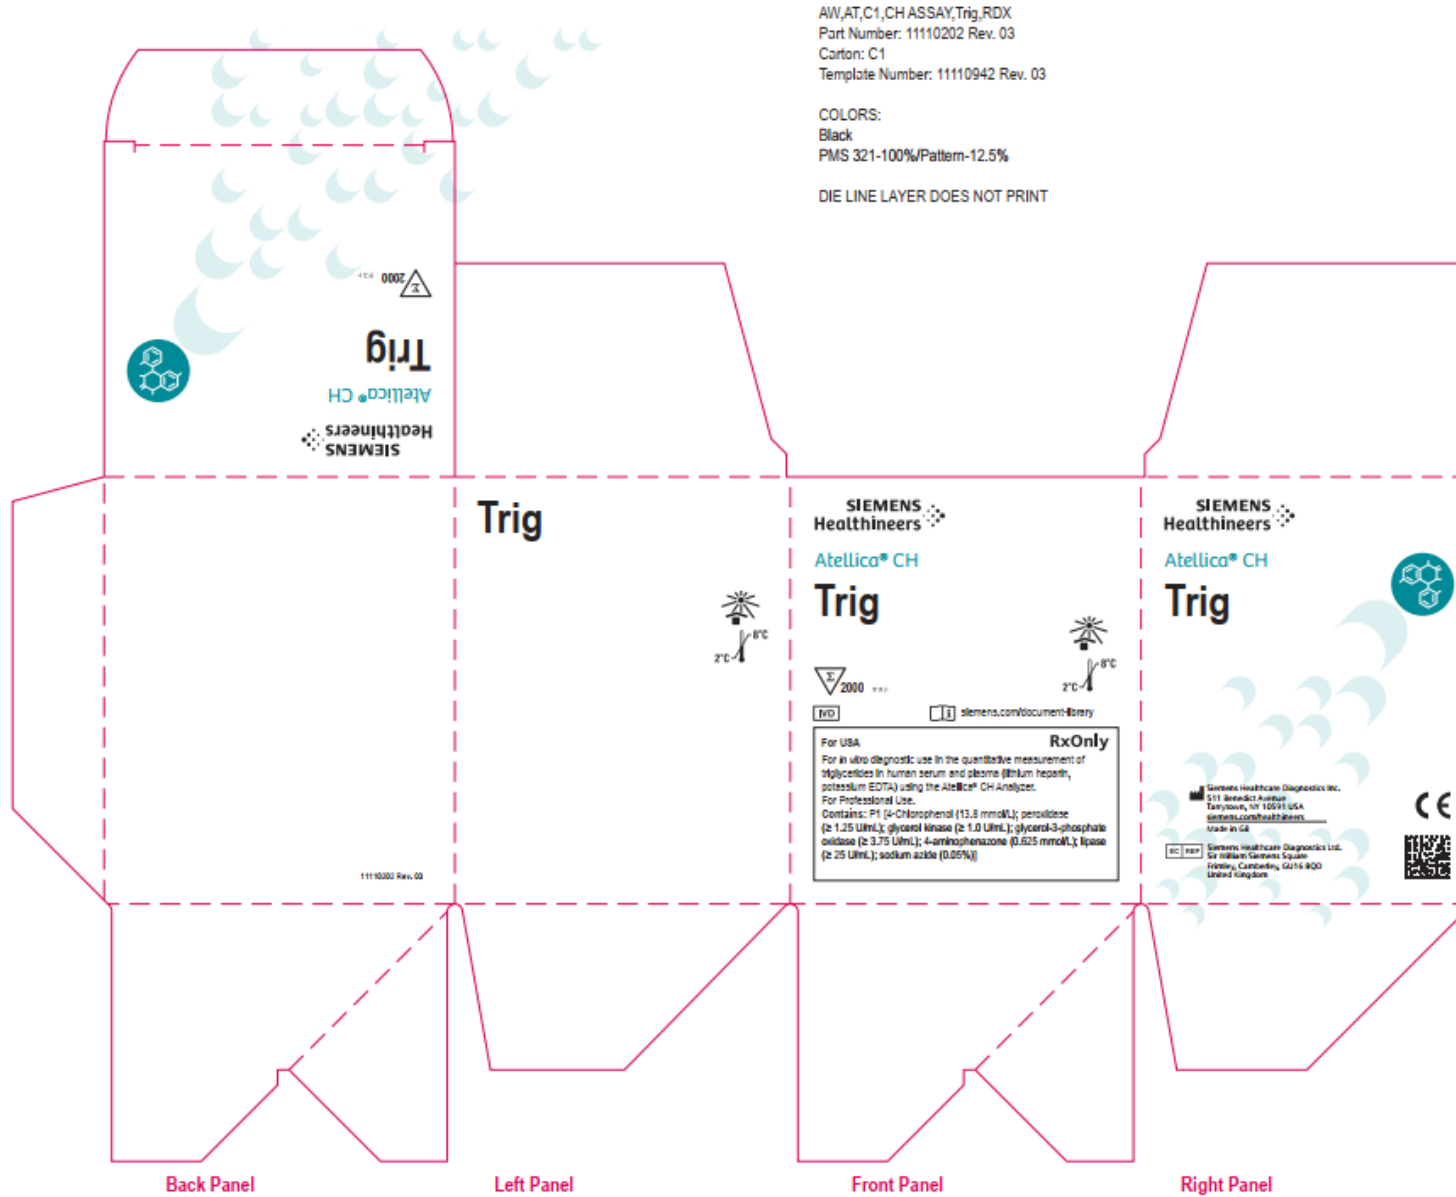 AW,AT,C1,CH ASSAY,Trig,RDX
Part Number: 11110202 Rev. 03
Carton: C1
Template Number: 11110942 Rev. 03
COLORS:
Black
PMS 321-100%/Pattern-12.5%
DIE LINE LAYER DOES NOT PRINT
SIEMENS
Healthineers
Atellica® CH
Trig
Σ
2000
11110202 Rev. 03
Trig
8°C
2°C
SIEMENS
Healthineers
Atellica® CH
Trig
8°C
2°C
Σ
2000
IVD
siemens.com/document-library
For USA
RxOnly
For in vitro diagnostic use in the quantitative measurement of
triglycerides in human serum and plasma (lithium heparin,
potassium EDTA) using the Atellica® CH Analyzer.
For Professional Use.
Contains: P1 [4-Chlorophenol (13.8 mmol/L); peroxidase
(≥ 1.25 U/mL); glycerol kinase (≥ 1.0 U/mL); glycerol-3-phosphate
oxidase (≥ 3.75 U/mL); 4-aminophenazone (0.625 mmol/L); lipase
(≥ 25 U/mL); sodium azide (0.05%)]
SIEMENS
Healthineers
Atellica® CH
Trig
Siemens Healthcare Diagnostics Inc.
511 Benedict Avenue
Tarrytown, NY 10591 USA
siemens.com/healthineers
Made in GB
EC REP
Siemens Healthcare Diagnostics Ltd.
Sir William Siemens Square
Frimley, Camberley, GU16 8QD
United Kingdom
CE
Back Panel
Left Panel
Front Panel
Right Panel